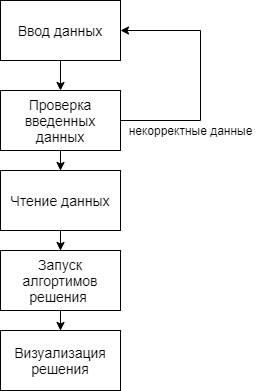 Ввод данных
Проверка
введенных
данных
некорректные данные
Чтение данных
Запуск
алгортимов
решения
Визуализация
решения